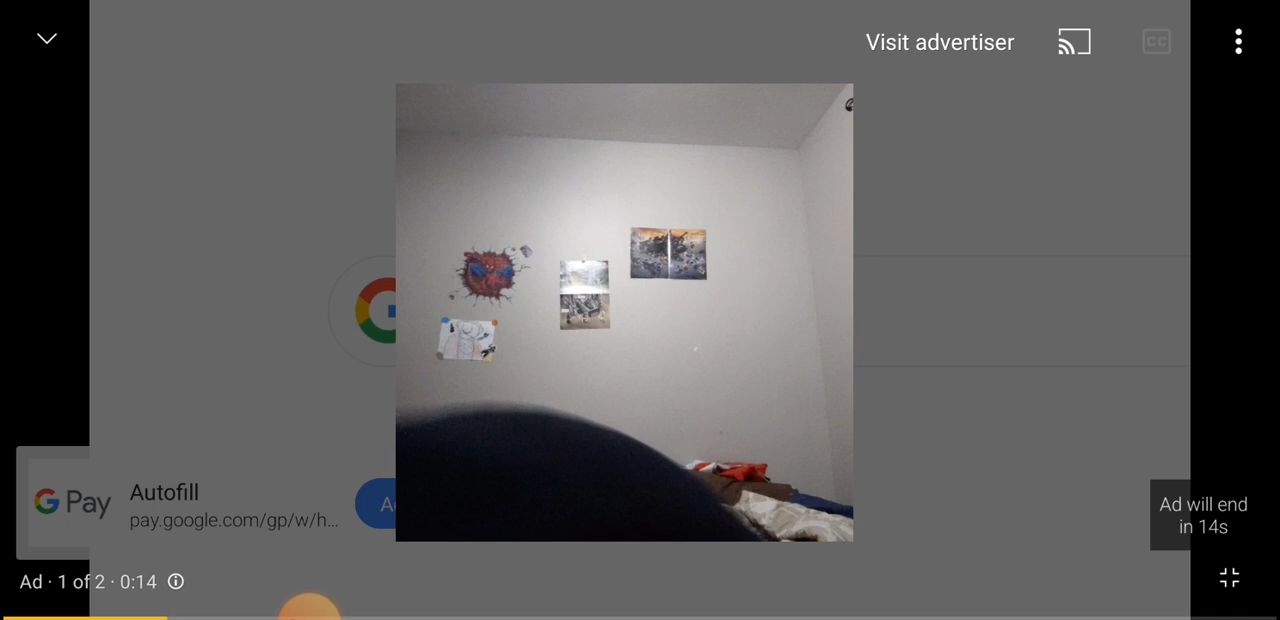 Visit advertiser
CC
G Pay
Autofill
pay.google.com/gp/w/h...
A
Ad will end
in 14s
Ad · 1 of 2 · 0:14